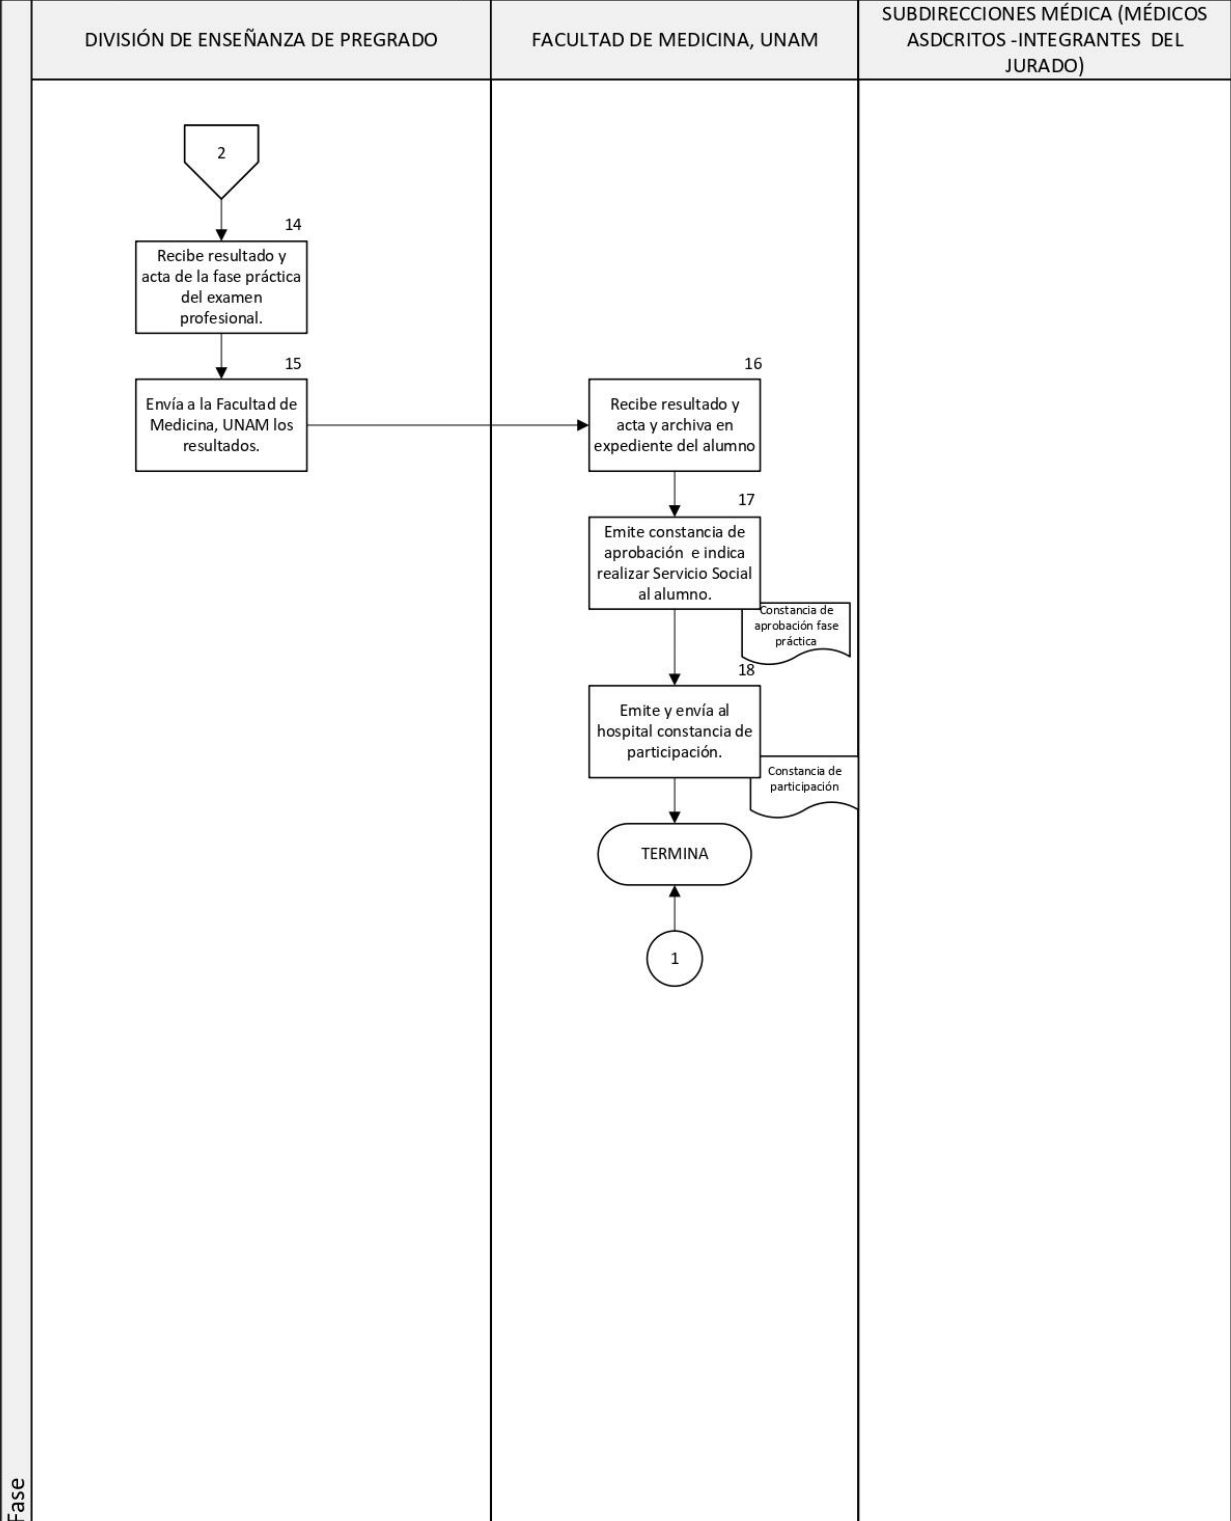 DIVISIÓN DE ENSEÑANZA DE PREGRADO
FACULTAD DE MEDICINA, UNAM
SUBDIRECCIONES MÉDICA (MÉDICOS
ASDCRITOS -INTEGRANTES DEL
JURADO)
2
14
Recibe resultado y
acta de la fase práctica
del examen
profesional.
15
Envía a la Facultad de
Medicina, UNAM los
resultados.
16
Recibe resultado y
acta y archiva en
expediente del alumno
17
Emite constancia de
aprobación e indica
realizar Servicio Social
al alumno.
Constancia de
aprobación fase
práctica
18
Emite y envía al
hospital constancia de
participación.
Constancia de
participación
TERMINA
1
Fase